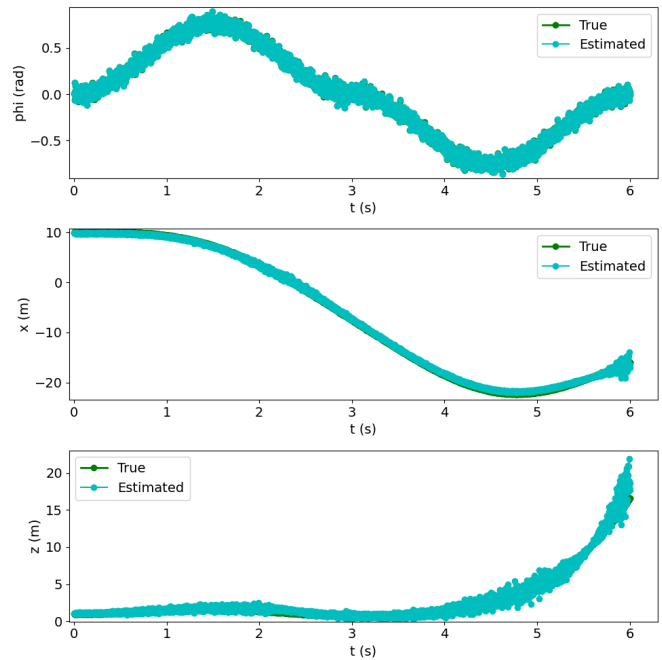 True
Estimated
0.5
0.0
−0.5
phi (rad)
0 1 2 3 4 5 6
t (s)
True
Estimated
10
0
−10
−20
x (m)
0 1 2 3 4 5 6
t (s)
True
Estimated
20
15
10
5
0
z (m)
0 1 2 3 4 5 6
t (s)